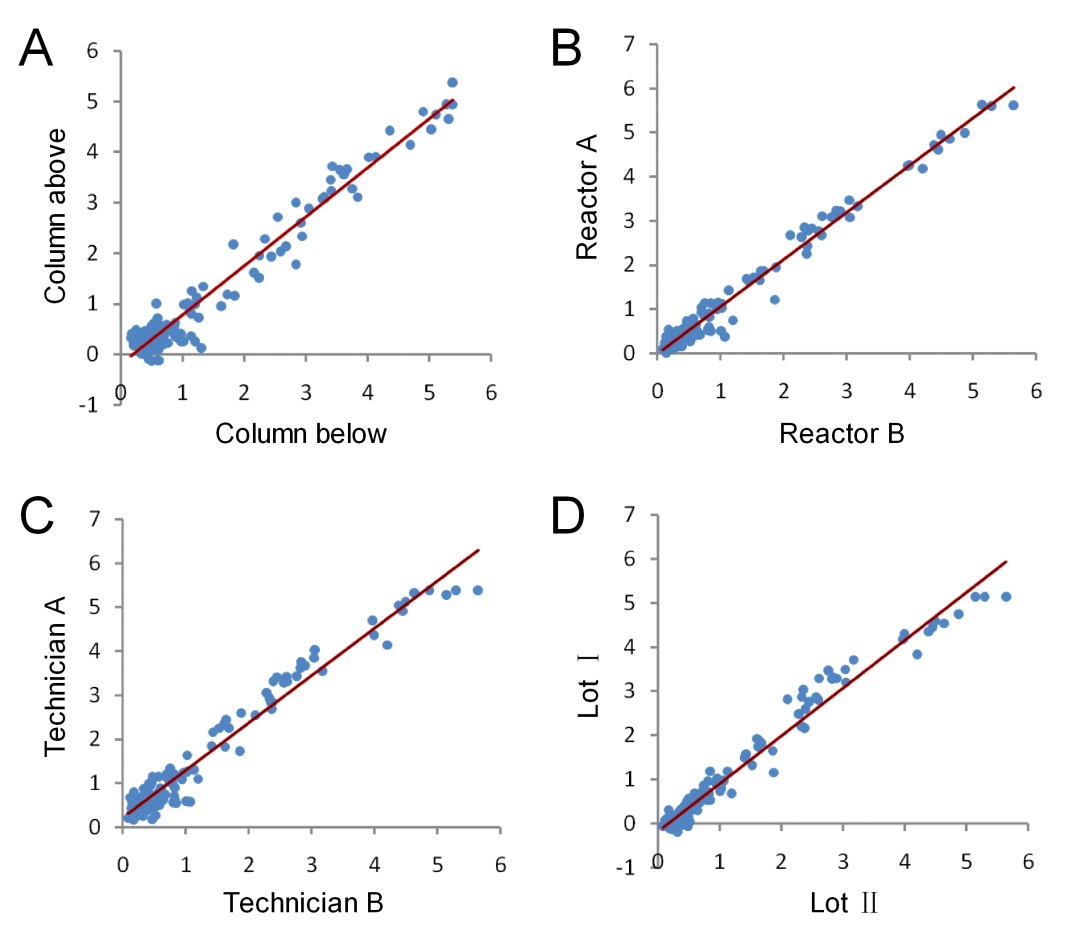 A
6
5
4
3
2
1
0
-1
0 1 2 3 4 5 6
Column above
Column below
B
7
6
5
4
3
2
1
0
0 1 2 3 4 5 6
Reactor A
Reactor B
C
7
6
5
4
3
2
1
0
0 1 2 3 4 5 6
Technician A
Technician B
D
7
6
5
4
3
2
1
0
-1
0 1 2 3 4 5 6
Lot Ⅰ
Lot Ⅱ